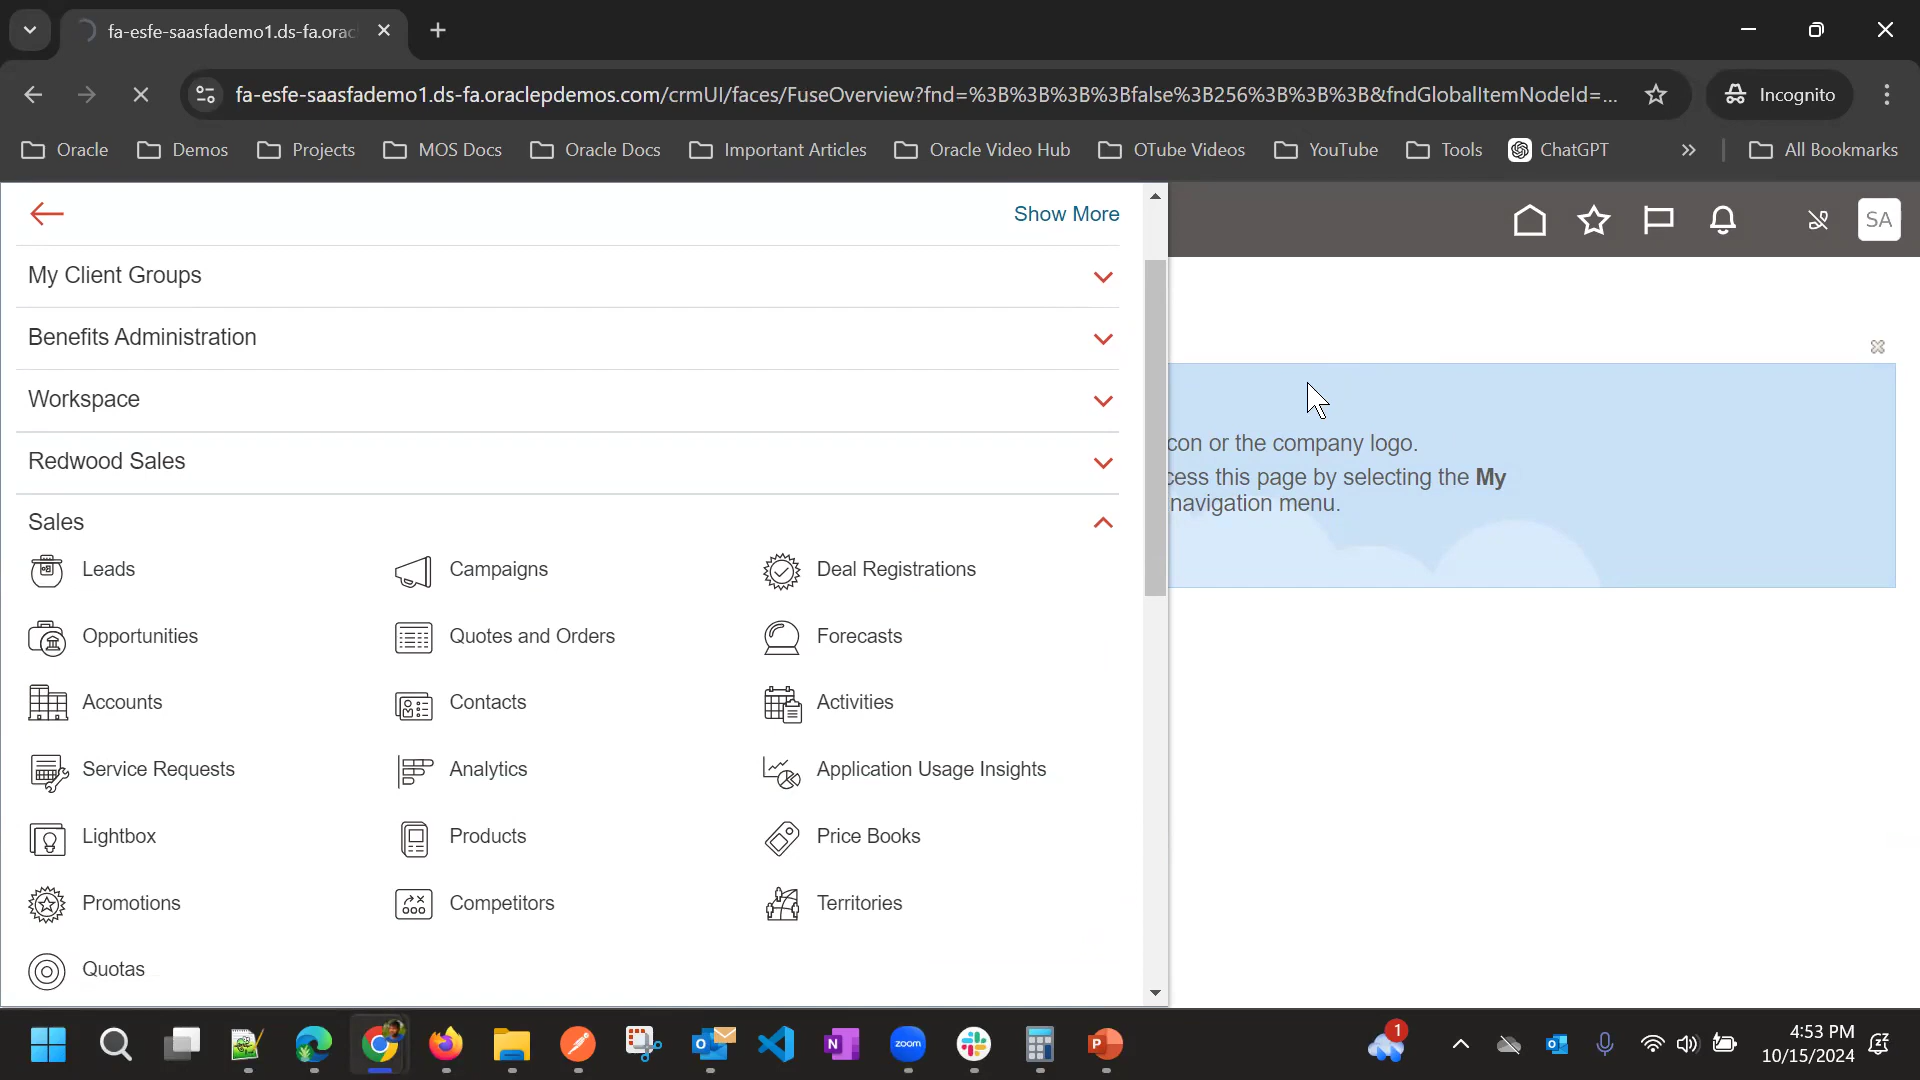 fa-esfe-saasfademo1.ds-fa.orac
fa-esfe-saasfademo1.ds-fa.oraclepdemos.com/crmUI/faces/FuseOverview?fnd=%3B%3B%3B%3Bfalse%3B256%3B%3B%3B&fndGlobalItemNodeId=...
Incognito
Oracle
Demos
Projects
MOS Docs
Oracle Docs
Important Articles
Oracle Video Hub
OTube Videos
YouTube
Tools
ChatGPT
»
All Bookmarks
Show More
SA
My Client Groups
Benefits Administration
Workspace
Redwood Sales
con or the company logo.
cess this page by selecting the My
navigation menu.
Sales
Leads
Campaigns
Deal Registrations
Opportunities
Quotes and Orders
Forecasts
Accounts
Contacts
Activities
Service Requests
Analytics
Application Usage Insights
Lightbox
Products
Price Books
Promotions
Competitors
Territories
Quotas
zoom
1
4:53 PM
10/15/2024